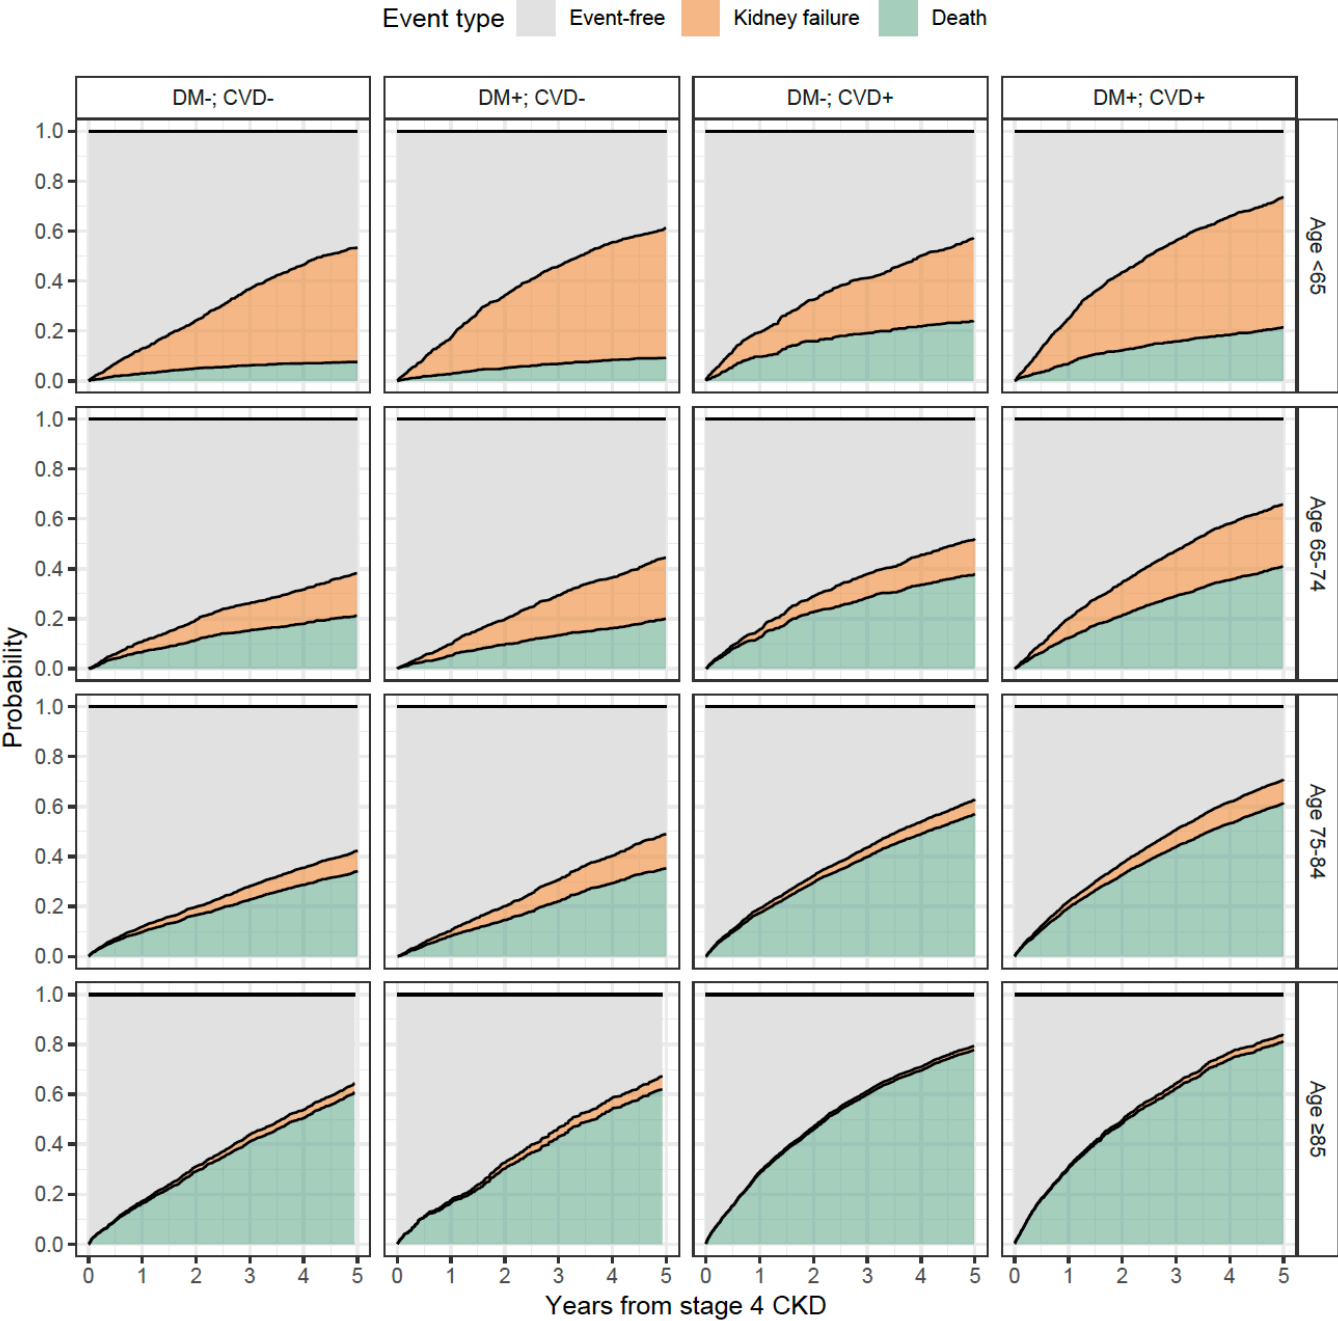 Event type Event-free Kidney failure Death
DM-; CVD- DM+; CVD- DM-; CVD+ DM+; CVD+
1.0
0.8
0.6
0.4
0.2
0.0
Age <65
1.0
0.8
0.6
0.4
0.2
0.0
Age 65-74
Probability
1.0
0.8
0.6
0.4
0.2
0.0
Age 75-84
1.0
0.8
0.6
0.4
0.2
0.0
Age ≥85
0 1 2 3 4 5 0 1 2 3 4 5 0 1 2 3 4 5 0 1 2 3 4 5
Years from stage 4 CKD